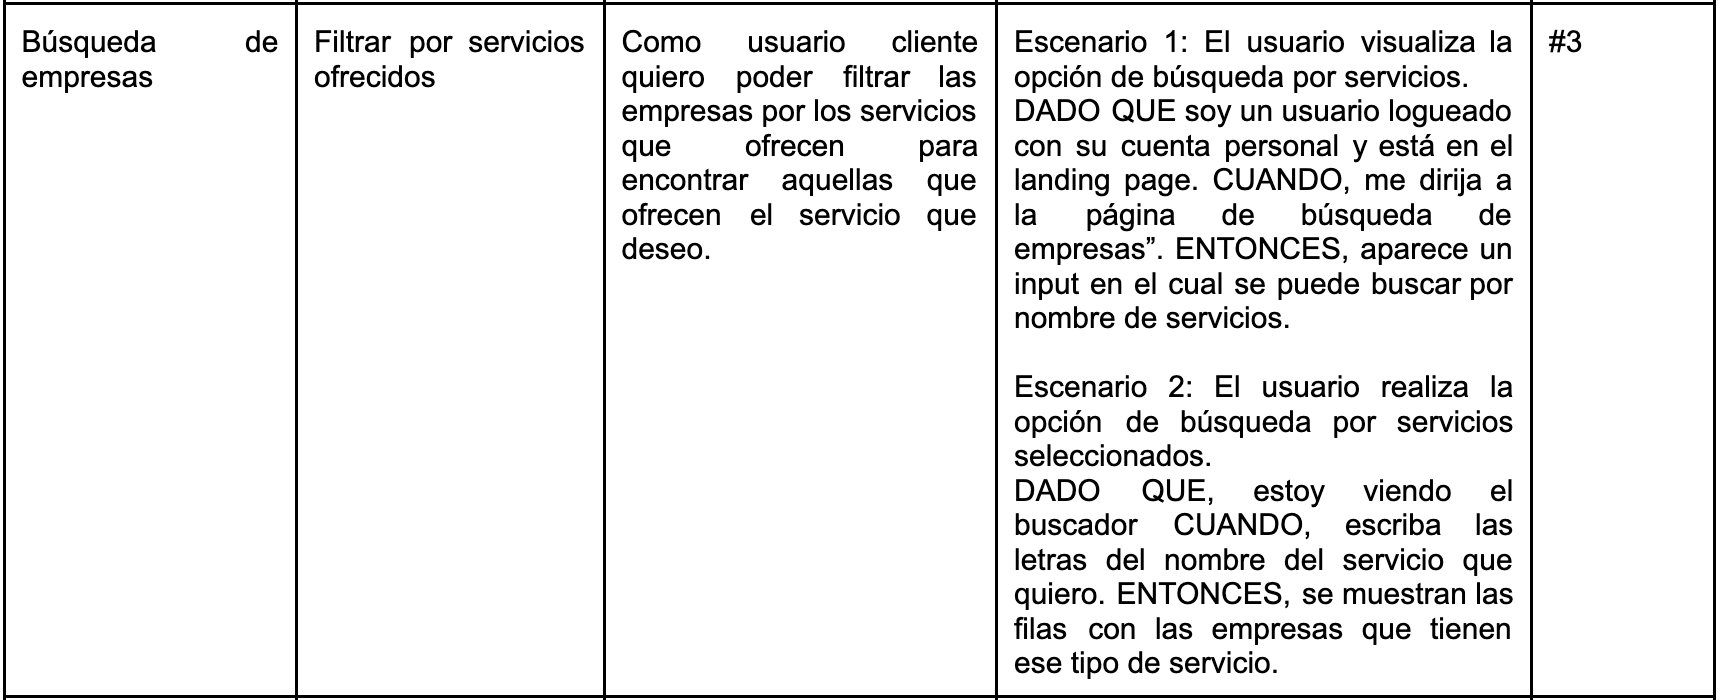 Búsqueda de
empresas
Filtrar por servicios
ofrecidos
Como usuario cliente
quiero poder filtrar las
empresas por los servicios
que ofrecen para
encontrar aquellas que
ofrecen el servicio que
deseo.
Escenario 1: El usuario visualiza la
opción de búsqueda por servicios.
DADO QUE soy un usuario logueado
con su cuenta personal y está en el
landing page. CUANDO, me dirija a
la página de búsqueda de
empresas”. ENTONCES, aparece un
input en el cual se puede buscar por
nombre de servicios.
Escenario 2: El usuario realiza la
opción de búsqueda por servicios
seleccionados.
DADO QUE, estoy viendo el
buscador CUANDO, escriba las
letras del nombre del servicio que
quiero. ENTONCES, se muestran las
filas con las empresas que tienen
ese tipo de servicio.
#3